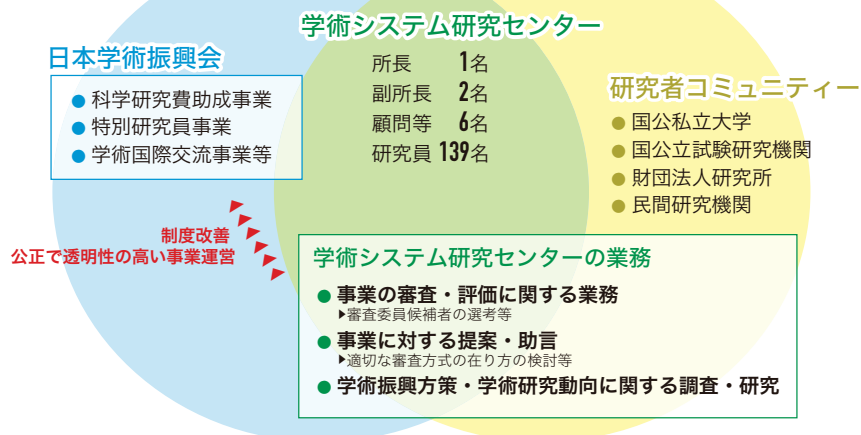 学術システム研究センター
所長 1名
副所長 2名
顧問等 6名
研究員 139名
日本学術振興会
● 科学研究費助成事業
● 特別研究員事業
● 学術国際交流事業等
研究者コミュニティー
● 国公私立大学
● 国公立試験研究機関
● 財団法人研究所
● 民間研究機関
制度改善
公正で透明性の高い事業運営
学術システム研究センターの業務
● 事業の審査・評価に関する業務
▶審査委員候補者の選考等
● 事業に対する提案・助言
▶適切な審査方式の在り方の検討等
● 学術振興方策・学術研究動向に関する調査・研究